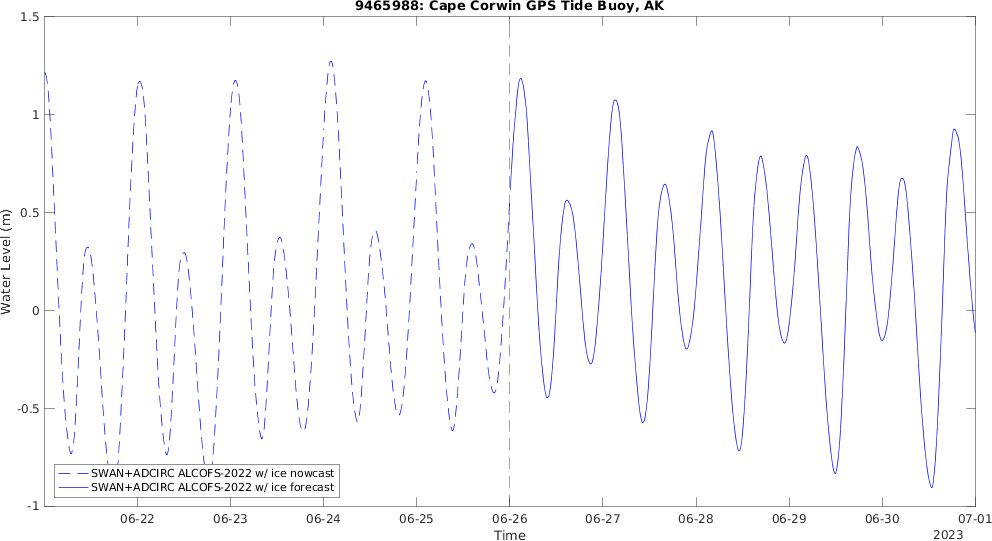 9465988: Cape Corwin GPS Tide Buoy, AK
1.5
1
0.5
0
-0.5
-1
Water Level (m)
SWAN+ADCIRC ALCOFS-2022 w/ ice nowcast
SWAN+ADCIRC ALCOFS-2022 w/ ice forecast
06-22 06-23 06-24 06-25 06-26 06-27 06-28 06-29 06-30 07-01
Time
2023